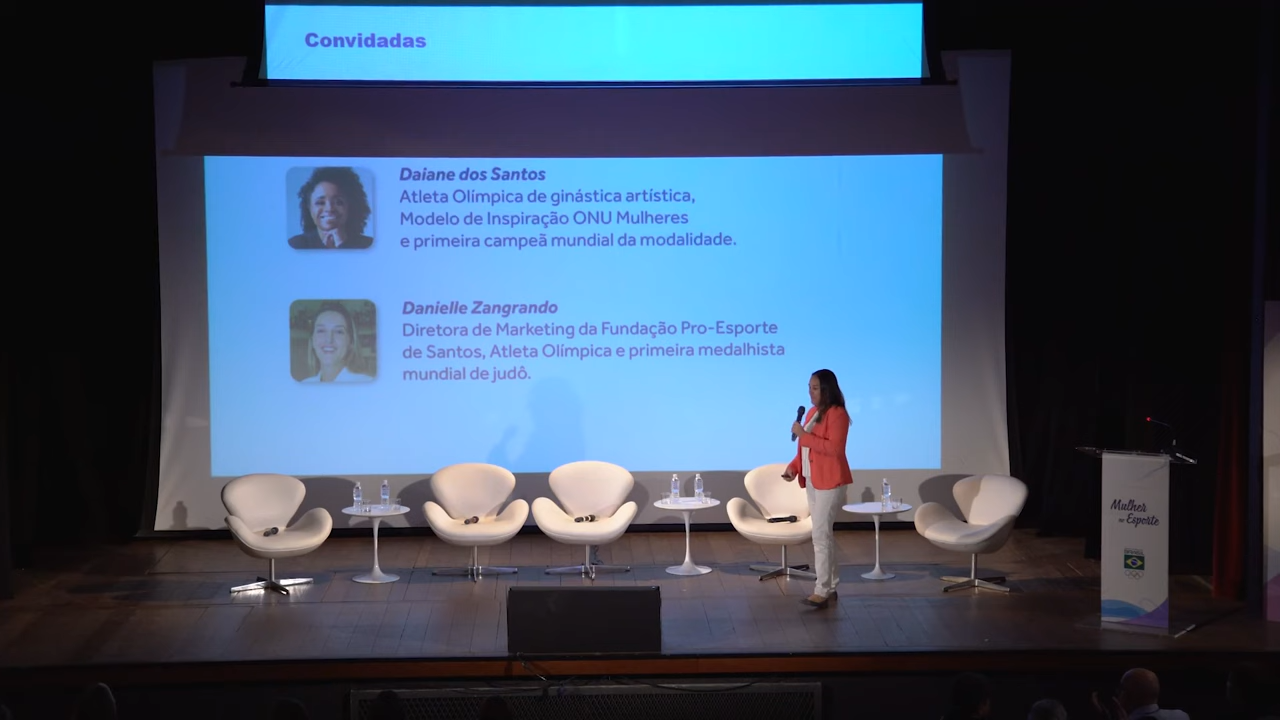 Convidadas
Daiane dos Santos
Atleta Olímpica de ginástica artística,
Modelo de Inspiração ONU Mulheres
e primeira campeã mundial da modalidade.
Danielle Zangrando
Diretora de Marketing da Fundação Pro-Esporte
de Santos, Atleta Olímpica e primeira medalhista
mundial de judô.
Mulher
no Esporte